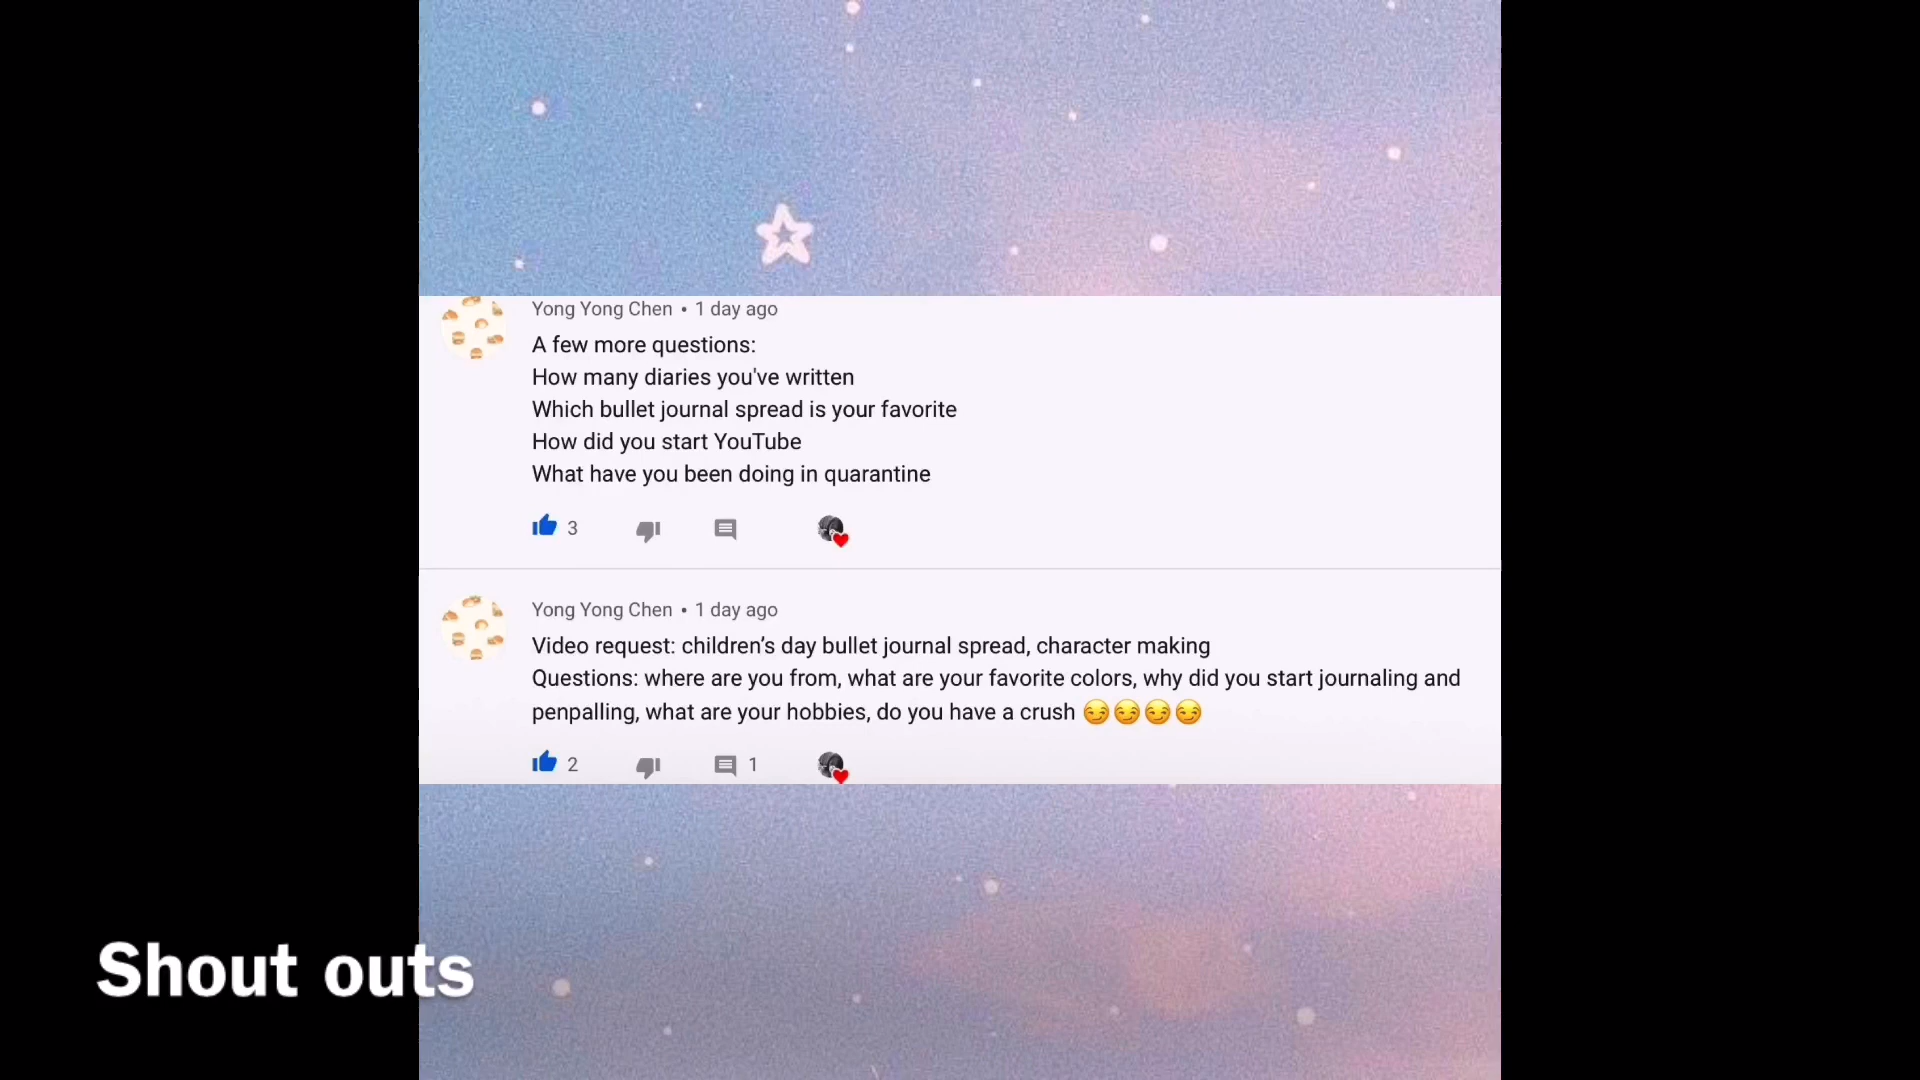 Yong Yong Chen • 1 day ago
A few more questions:
How many diaries you've written
Which bullet journal spread is your favorite
How did you start YouTube
What have you been doing in quarantine
3
Yong Yong Chen • 1 day ago
Video request: children’s day bullet journal spread, character making
Questions: where are you from, what are your favorite colors, why did you start journaling and
penpalling, what are your hobbies, do you have a crush 😏😏😏😏
2 1
Shout outs